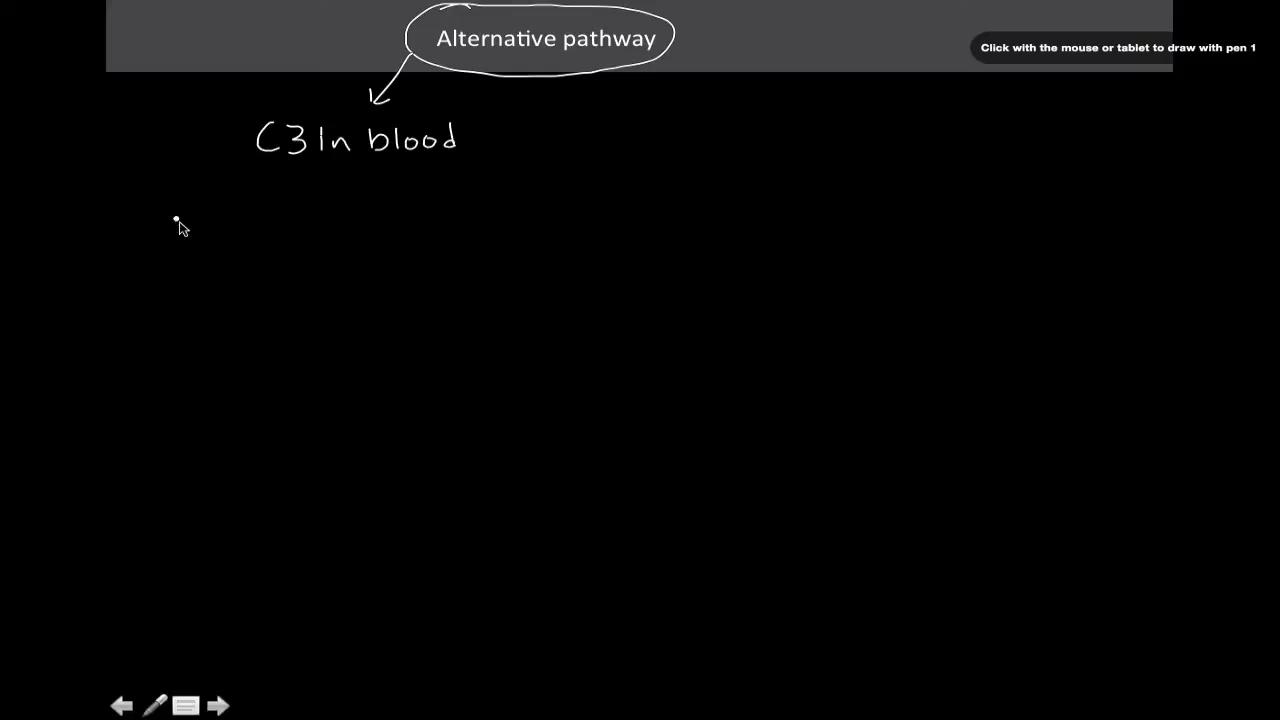 Alternative pathway
Click with the mouse or tablet to draw with pen 1
C3 In blood